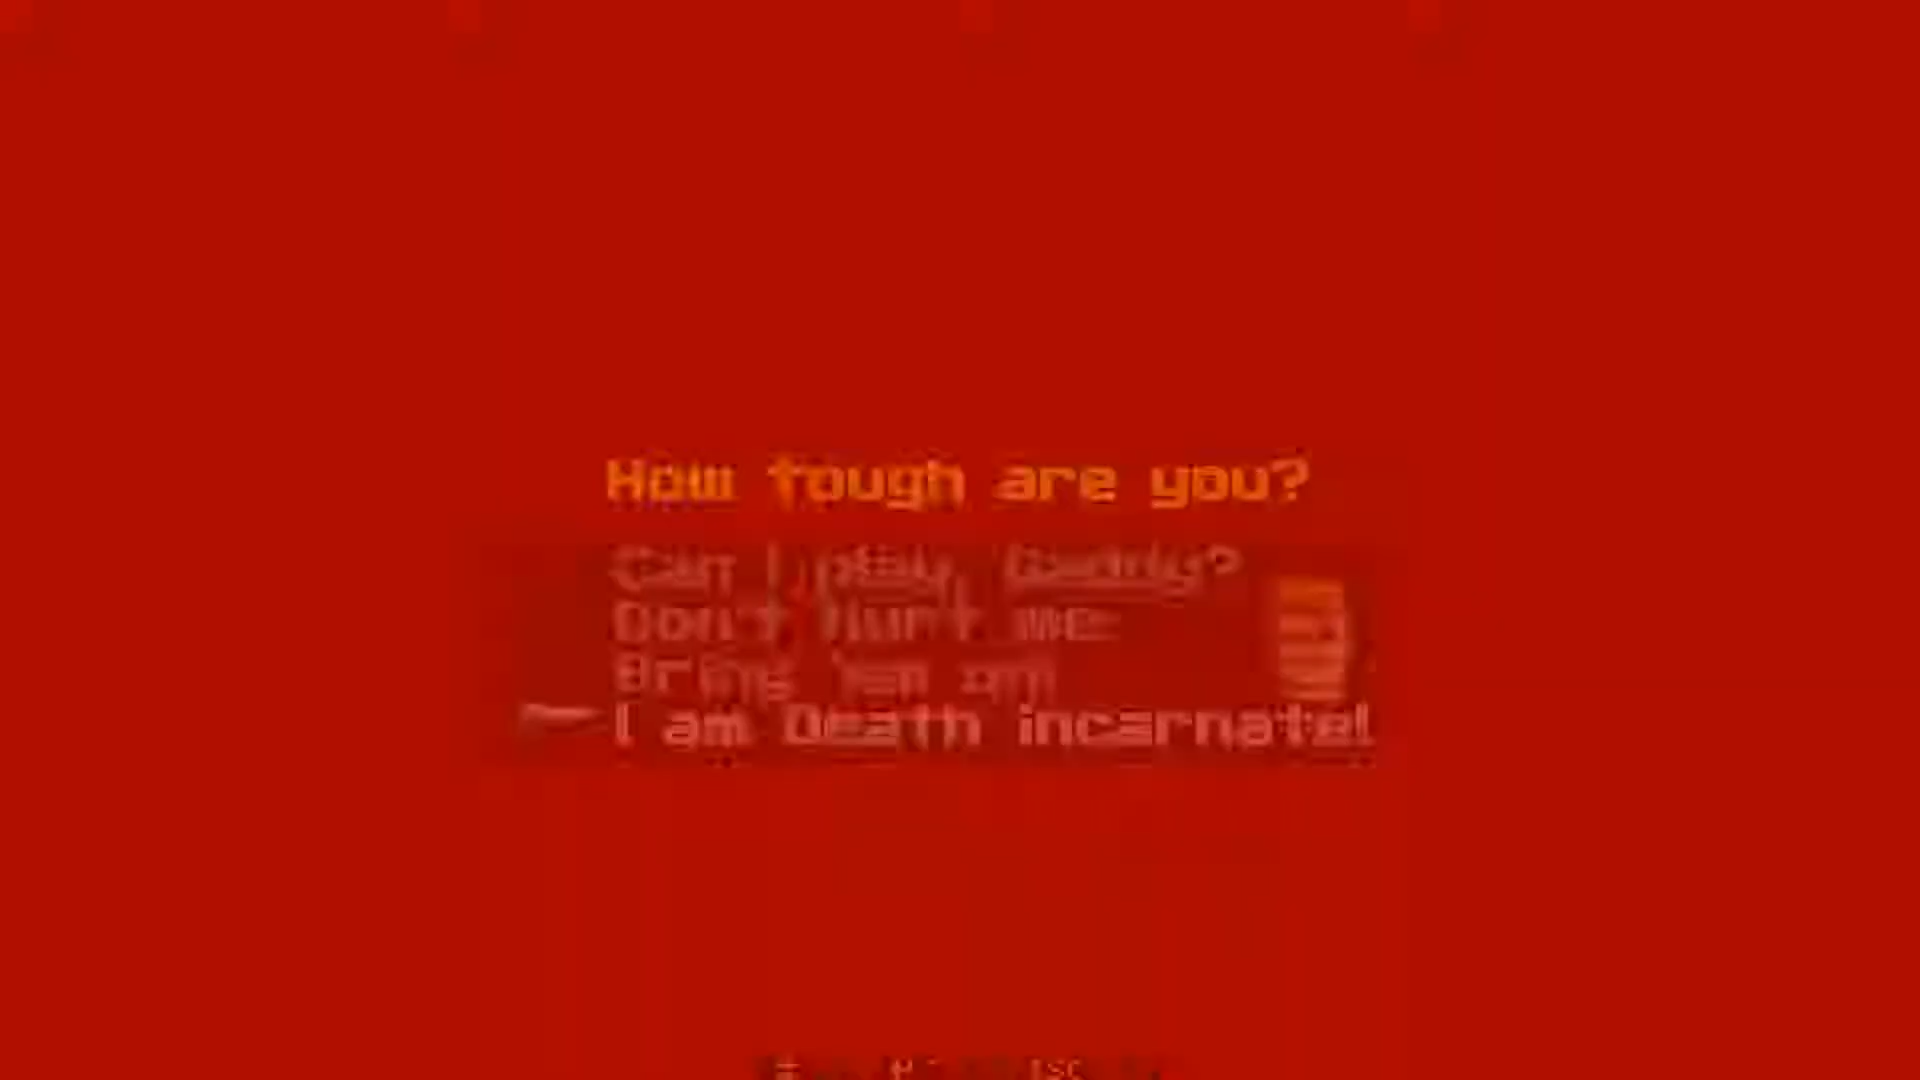 How tough are you?
Can I play, Daddy?
Don't hurt me.
Bring 'em on!
I am Death incarnate!